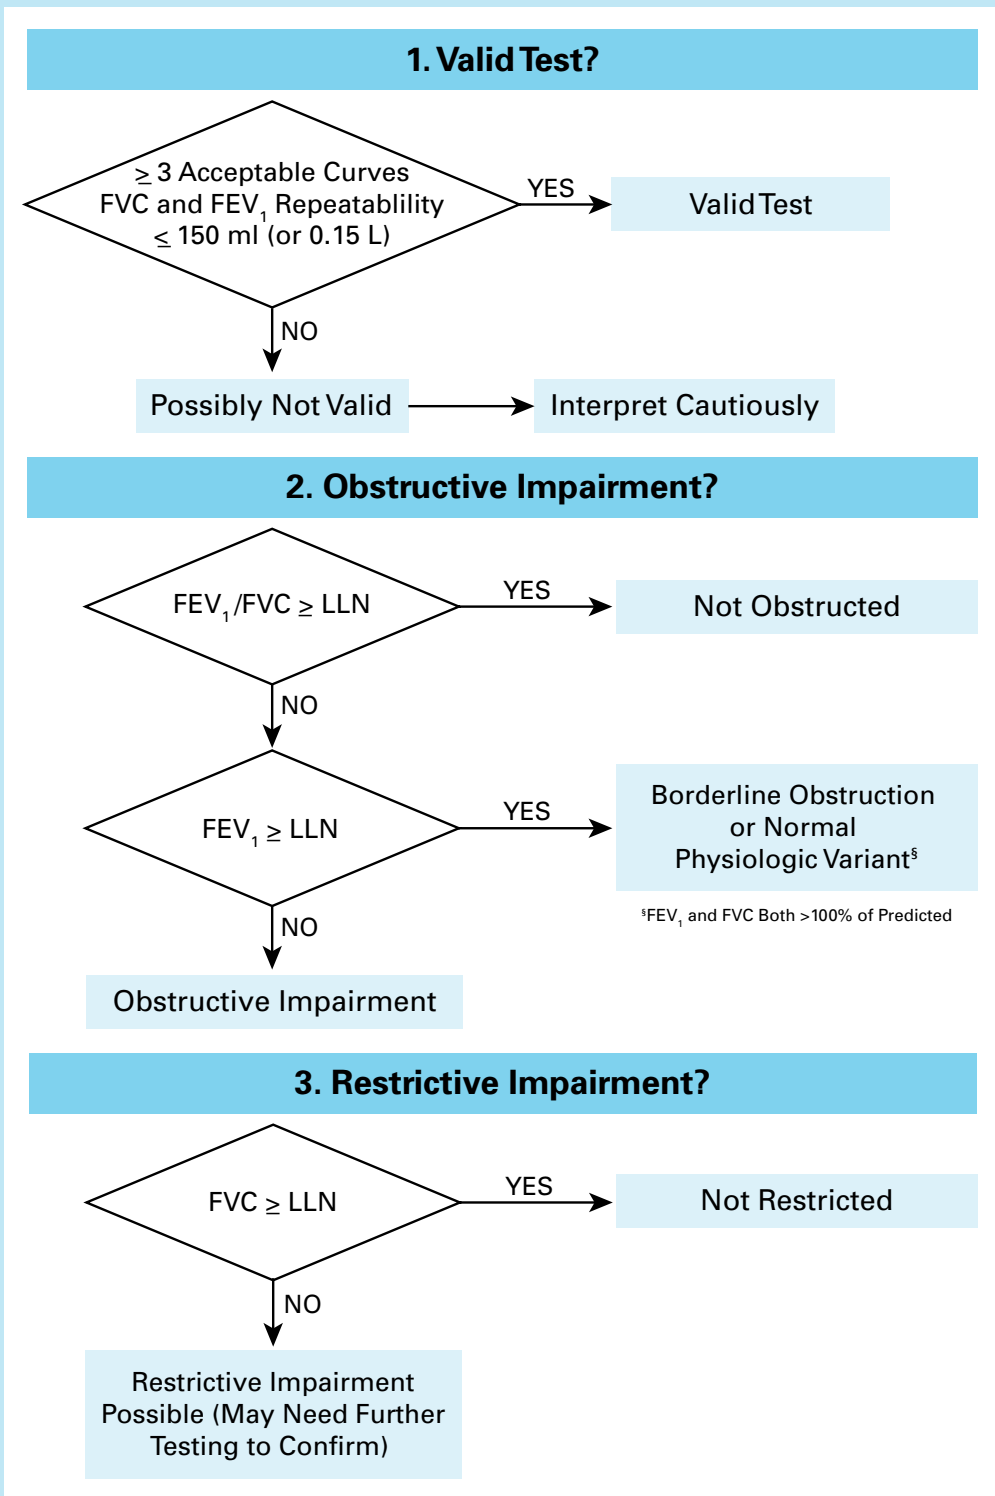 1. Valid Test?
≥ 3 Acceptable Curves
FVC and FEV₁ Repeatablility
≤ 150 ml (or 0.15 L)
YES
Valid Test
NO
Possibly Not Valid
Interpret Cautiously
2. Obstructive Impairment?
FEV₁/FVC ≥ LLN
YES
Not Obstructed
NO
FEV₁ ≥ LLN
YES
Borderline Obstruction
or Normal
Physiologic Variant§
§FEV₁ and FVC Both >100% of Predicted
NO
Obstructive Impairment
3. Restrictive Impairment?
FVC ≥ LLN
YES
Not Restricted
NO
Restrictive Impairment
Possible (May Need Further
Testing to Confirm)